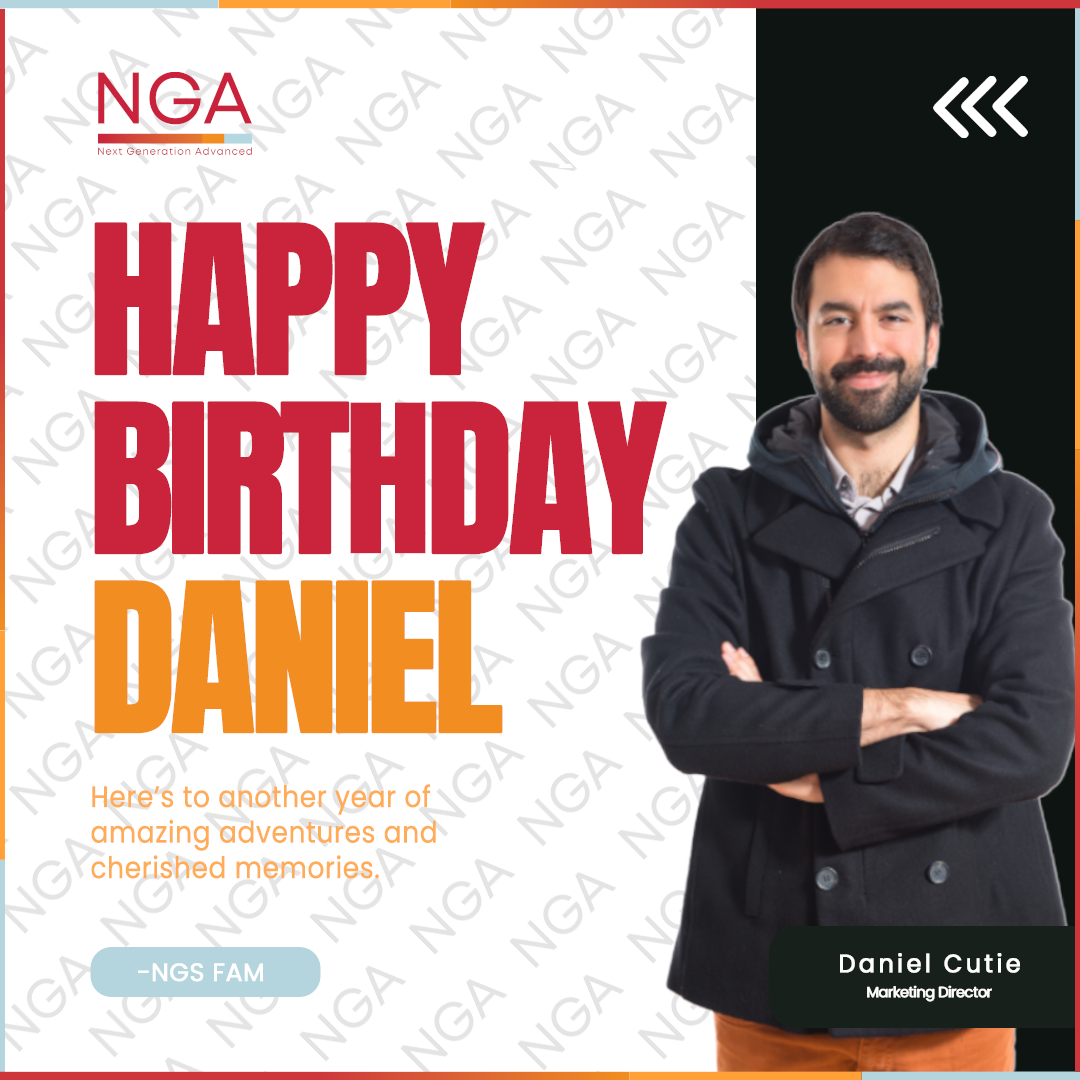 NGA
Next Generation Advanced
HAPPY
BIRTHDAY
DANIEL
Here's to another year of
amazing adventures and
cherished memories.
-NGS FAM
Daniel Cutie
Marketing Director